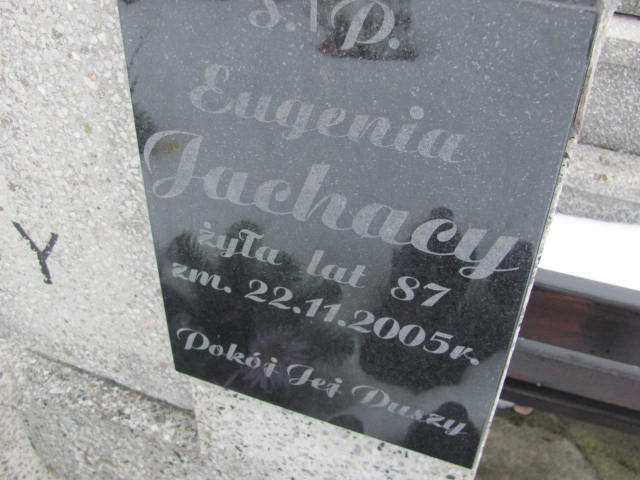 Ś.P.
Eugenia
Jachacy
żyła lat 87
zm. 22.11.2005r.
Pokój Jej Duszy
Y